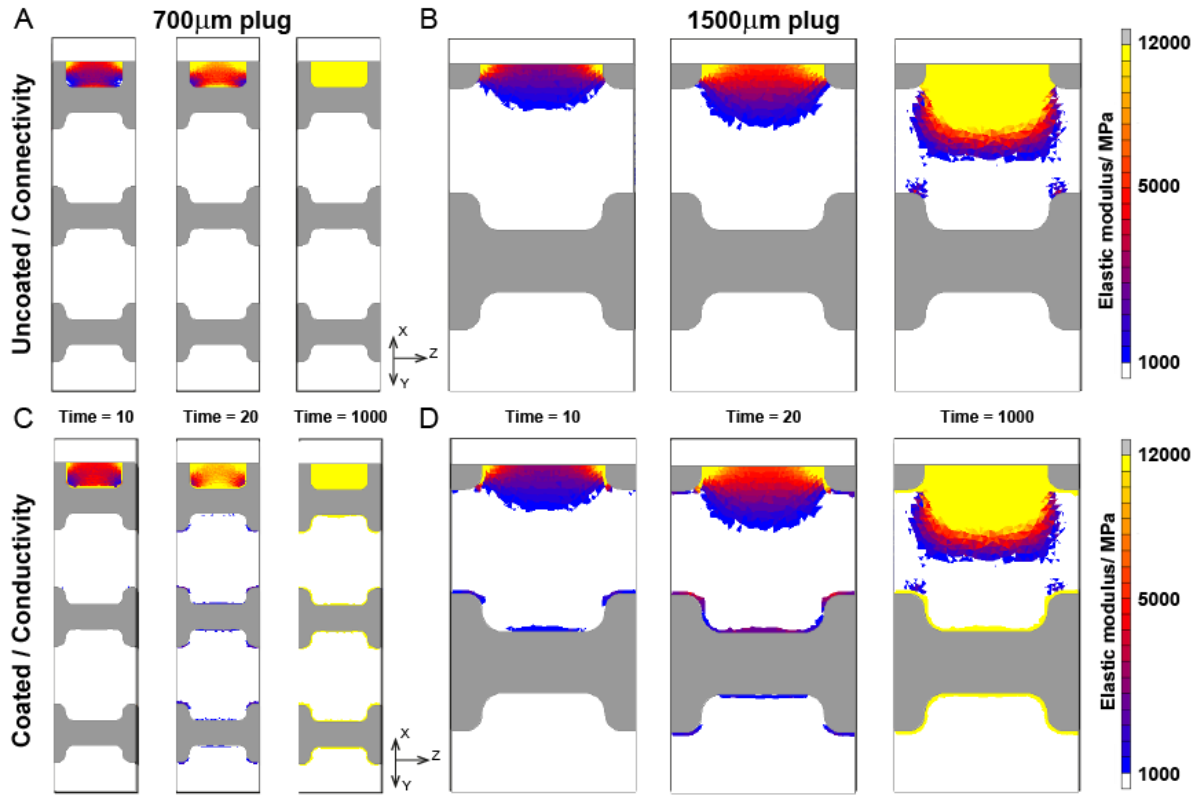 A
700μm plug
B
1500μm plug
Uncoated / Connectivity
X
Z
Y
12000
5000
1000
Elastic modulus/ MPa
C
Time = 10
Time = 20
Time = 1000
D
Time = 10
Time = 20
Time = 1000
Coated / Conductivity
X
Z
Y
12000
5000
1000
Elastic modulus/ MPa